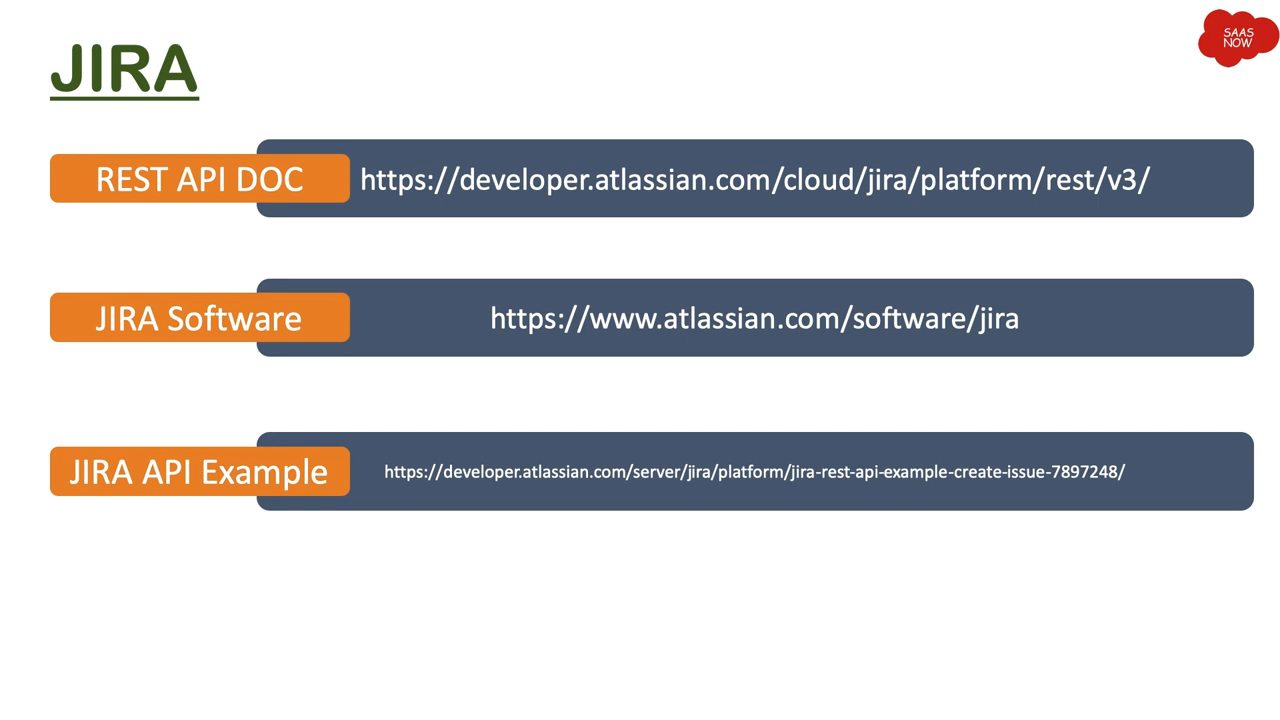 SAAS
NOW
JIRA
REST API DOC
https://developer.atlassian.com/cloud/jira/platform/rest/v3/
JIRA Software
https://www.atlassian.com/software/jira
JIRA API Example
https://developer.atlassian.com/server/jira/platform/jira-rest-api-example-create-issue-7897248/